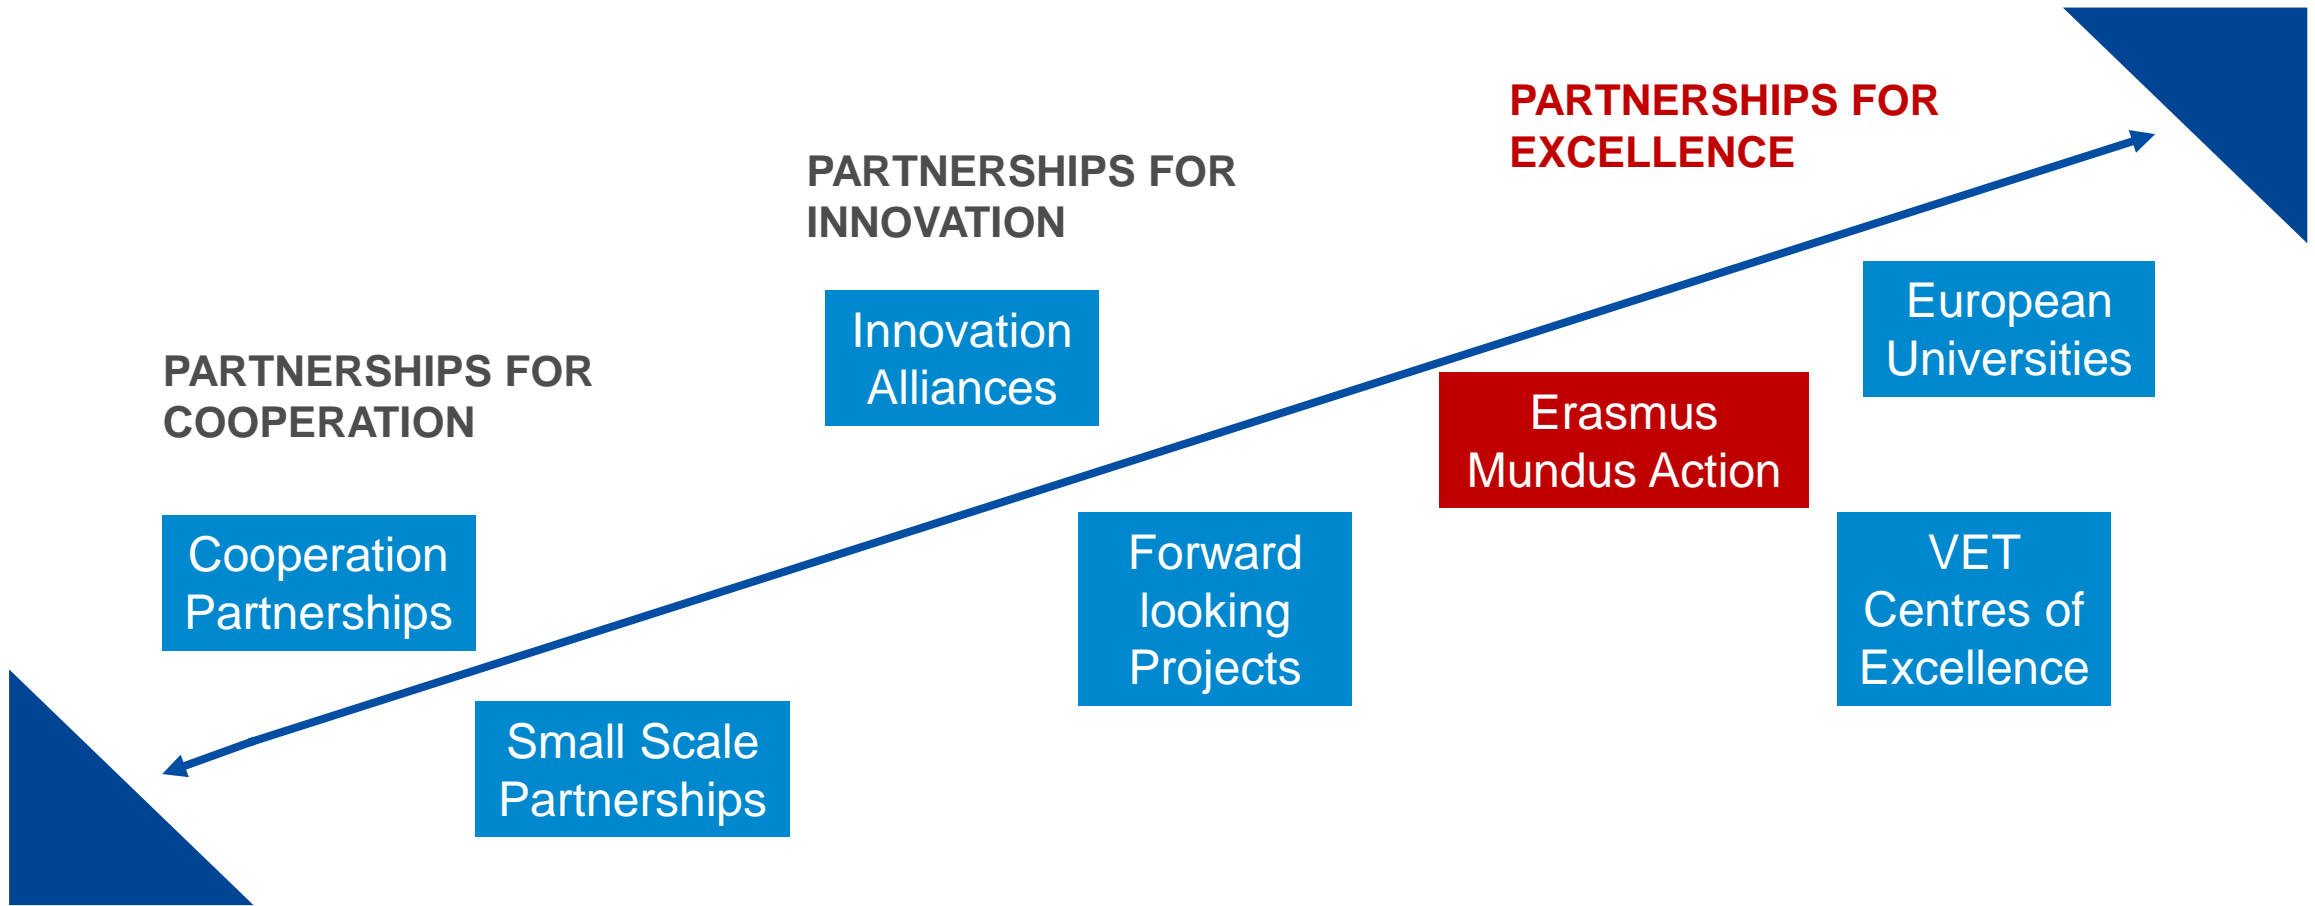 PARTNERSHIPS FOR
COOPERATION
Cooperation
Partnerships
Small Scale
Partnerships
PARTNERSHIPS FOR
INNOVATION
Innovation
Alliances
Forward
looking
Projects
PARTNERSHIPS FOR
EXCELLENCE
Erasmus
Mundus Action
European
Universities
VET
Centres of
Excellence